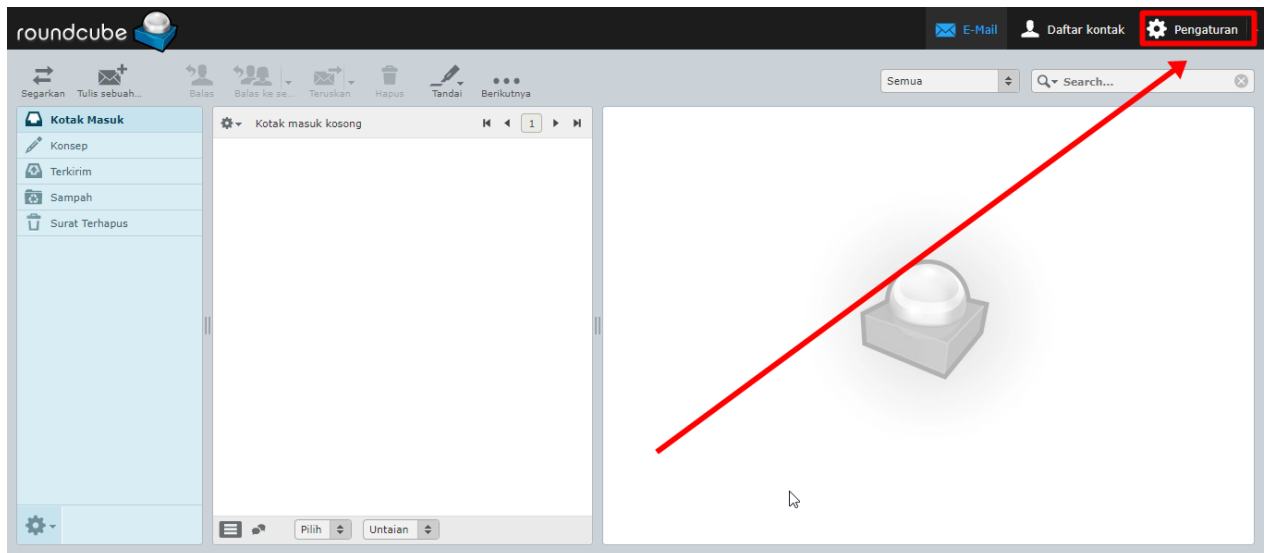 roundcube
E-Mail
Daftar kontak
Pengaturan
Segarkan
Tulis sebuah...
Balas
Balas ke se...
Teruskan
Hapus
Tandai
Berikutnya
Semua
Search...
Kotak Masuk
Konsep
Terkirim
Sampah
Surat Terhapus
Kotak masuk kosong
1
Pilih
Untaian